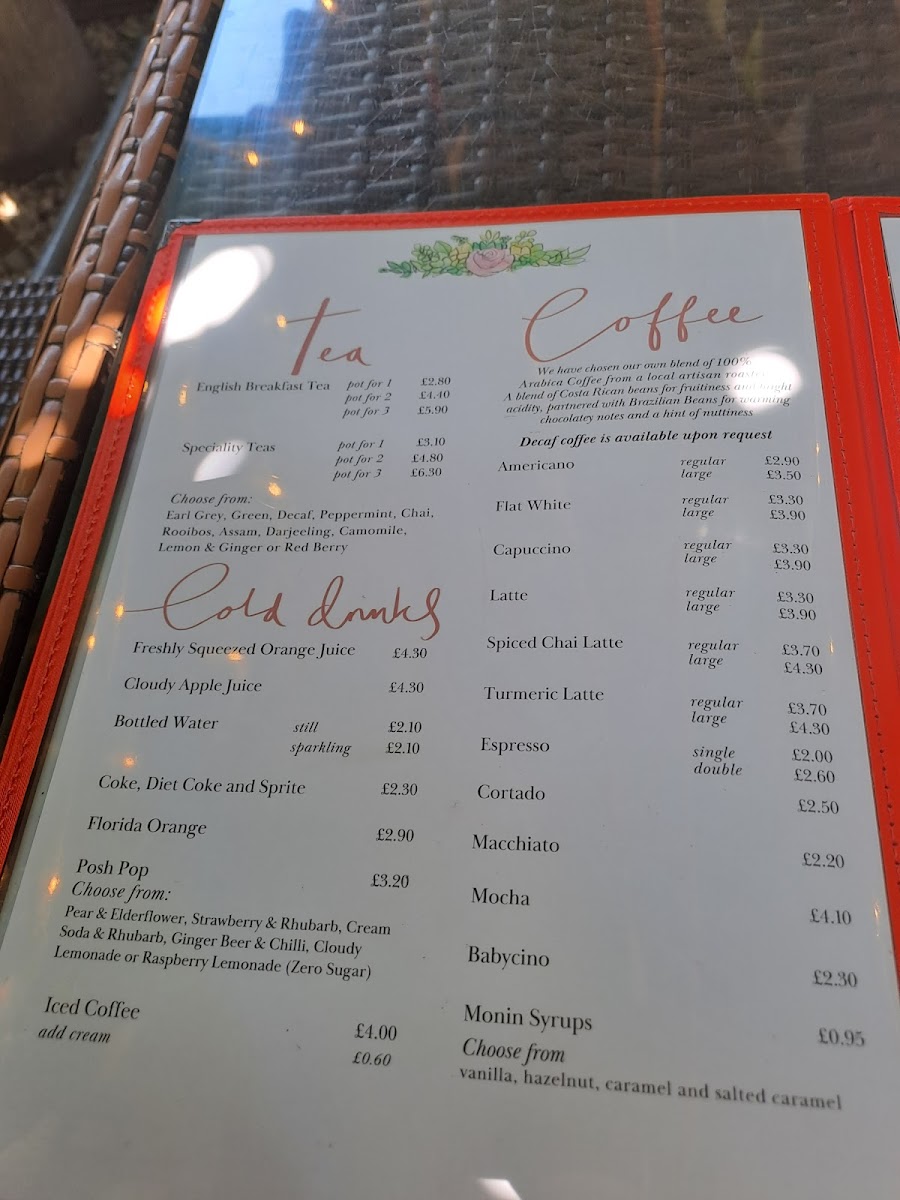 Tea
English Breakfast Tea pot for 1 £2.80
pot for 2 £4.40
pot for 3 £5.90
Speciality Teas pot for 1 £3.10
pot for 2 £4.80
pot for 3 £6.30
Choose from:
Earl Grey, Green, Decaf, Peppermint, Chai,
Rooibos, Assam, Darjeeling, Camomile,
Lemon & Ginger or Red Berry
Cold drinks
Freshly Squeezed Orange Juice £4.30
Cloudy Apple Juice £4.30
Bottled Water still £2.10
sparkling £2.10
Coke, Diet Coke and Sprite £2.30
Florida Orange £2.90
Posh Pop £3.20
Choose from:
Pear & Elderflower, Strawberry & Rhubarb, Cream
Soda & Rhubarb, Ginger Beer & Chilli, Cloudy
Lemonade or Raspberry Lemonade (Zero Sugar)
Iced Coffee £4.00
add cream £0.60
Coffee
We have chosen our own blend of 100%
Arabica Coffee from a local artisan roaster
A blend of Costa Rican beans for fruitiness and bright
acidity, partnered with Brazilian Beans for warming
chocolatey notes and a hint of nuttiness
Decaf coffee is available upon request
Americano regular £2.90
large £3.50
Flat White regular £3.30
large £3.90
Capuccino regular £3.30
large £3.90
Latte regular £3.30
large £3.90
Spiced Chai Latte regular £3.70
large £4.30
Turmeric Latte regular £3.70
large £4.30
Espresso single £2.00
double £2.60
Cortado £2.50
Macchiato £2.20
Mocha £4.10
Babycino £2.30
Monin Syrups £0.95
Choose from
vanilla, hazelnut, caramel and salted caramel